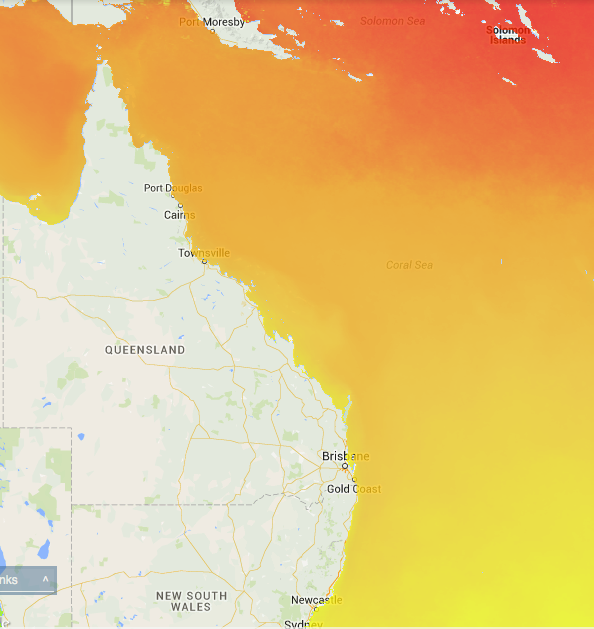 Port Moresby
Solomon Sea
Solomon
Islands
Port Douglas
Cairns
Townsville
Coral Sea
QUEENSLAND
Brisbane
Gold Coast
nks ^
NEW SOUTH
WALES
Newcastle
Sydney